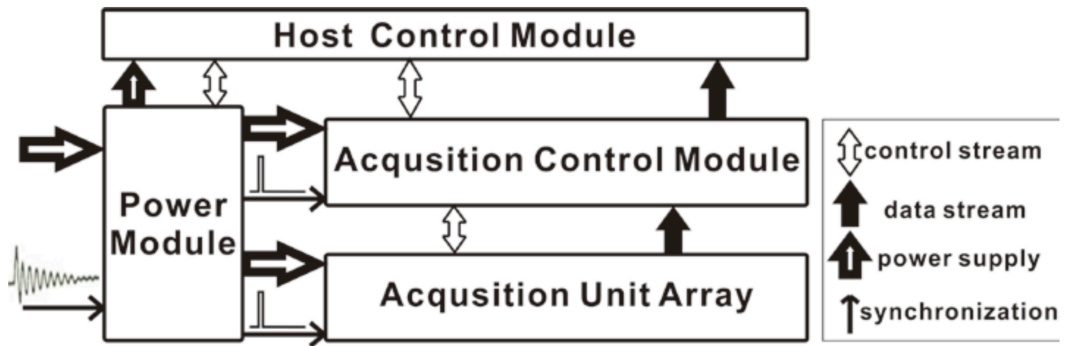 Host Control Module
Acqusition Control Module
Power
Module
Acqusition Unit Array
control stream
data stream
power supply
synchronization